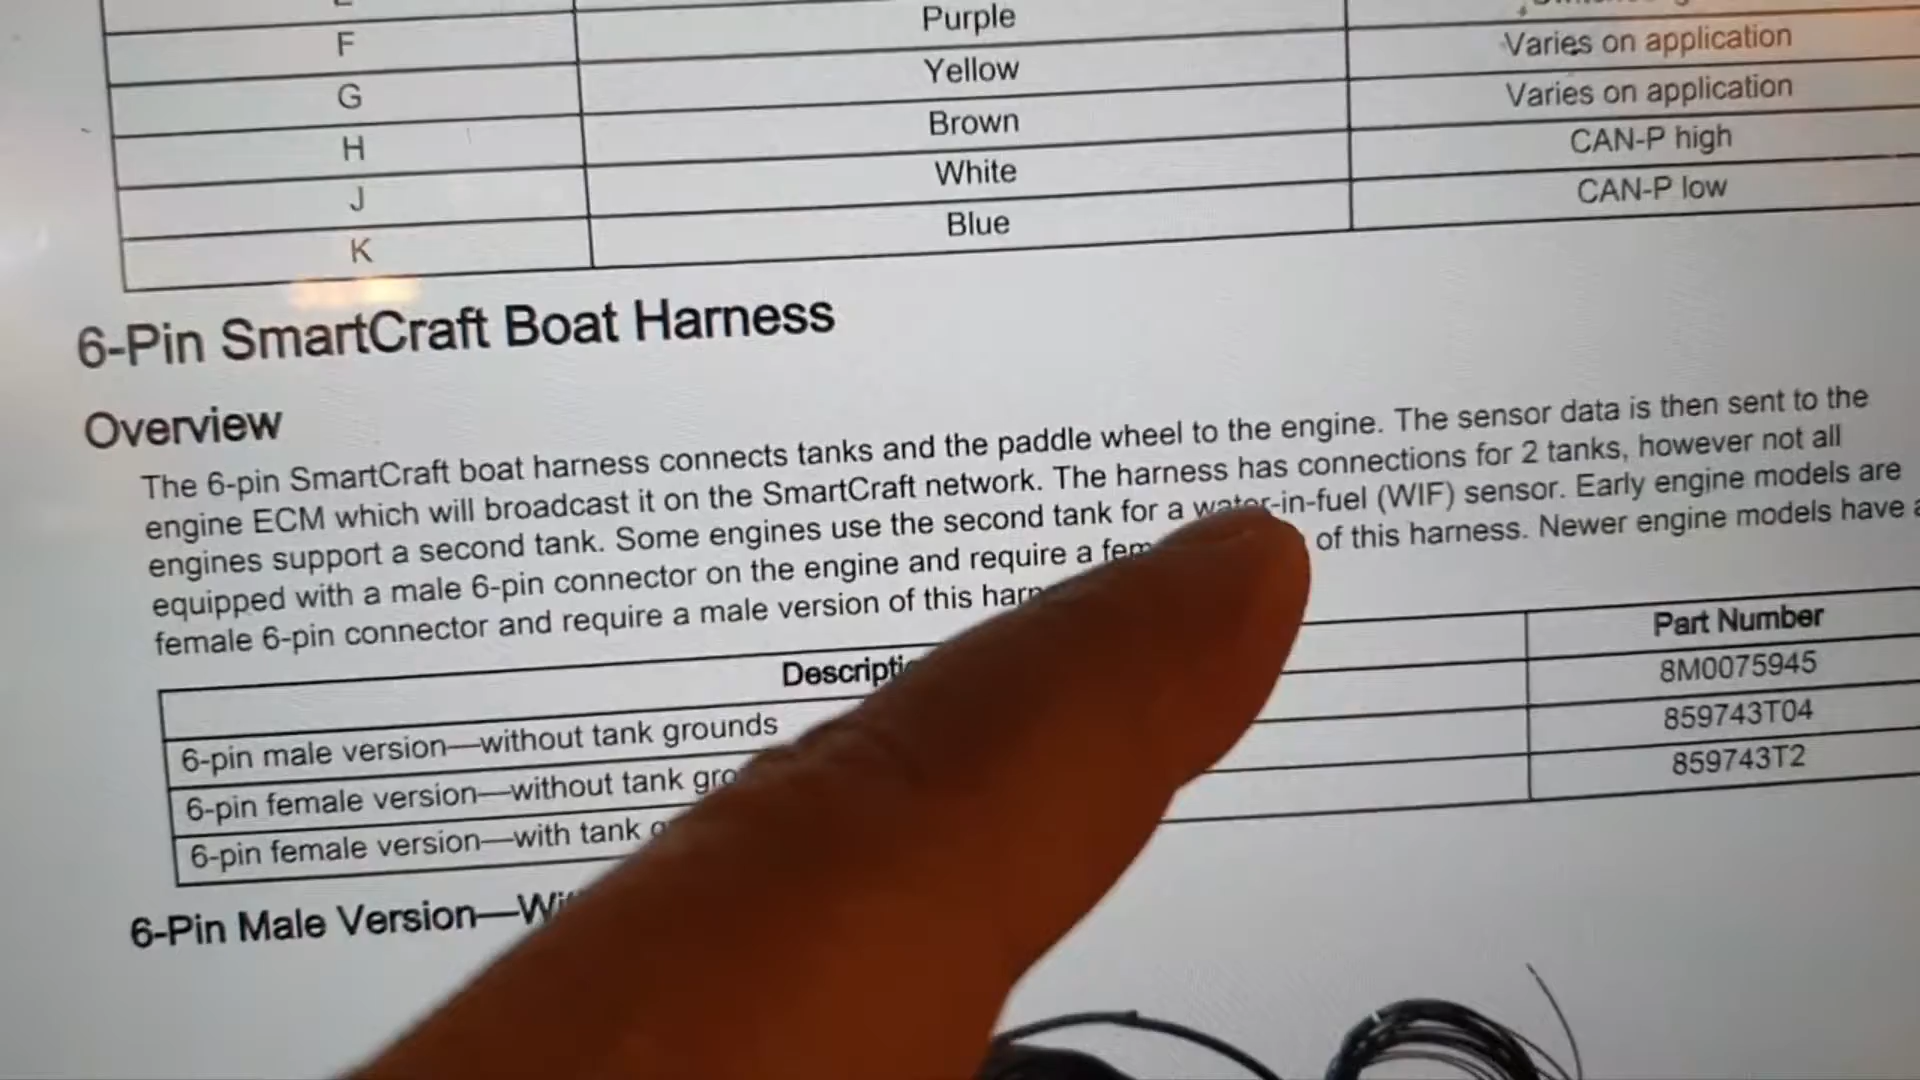 F Purple
G Yellow Varies on application
H Brown Varies on application
J White CAN-P high
K Blue CAN-P low
6-Pin SmartCraft Boat Harness
Overview
The 6-pin SmartCraft boat harness connects tanks and the paddle wheel to the engine. The sensor data is then sent to the
engine ECM which will broadcast it on the SmartCraft network. The harness has connections for 2 tanks, however not all
engines support a second tank. Some engines use the second tank for a water-in-fuel (WIF) sensor. Early engine models are
equipped with a male 6-pin connector on the engine and require a fem of this harness. Newer engine models have a
female 6-pin connector and require a male version of this har
Descripti Part Number
6-pin male version—without tank grounds 8M0075945
6-pin female version—without tank gro 859743T04
6-pin female version—with tank g 859743T2
6-Pin Male Version—Wi